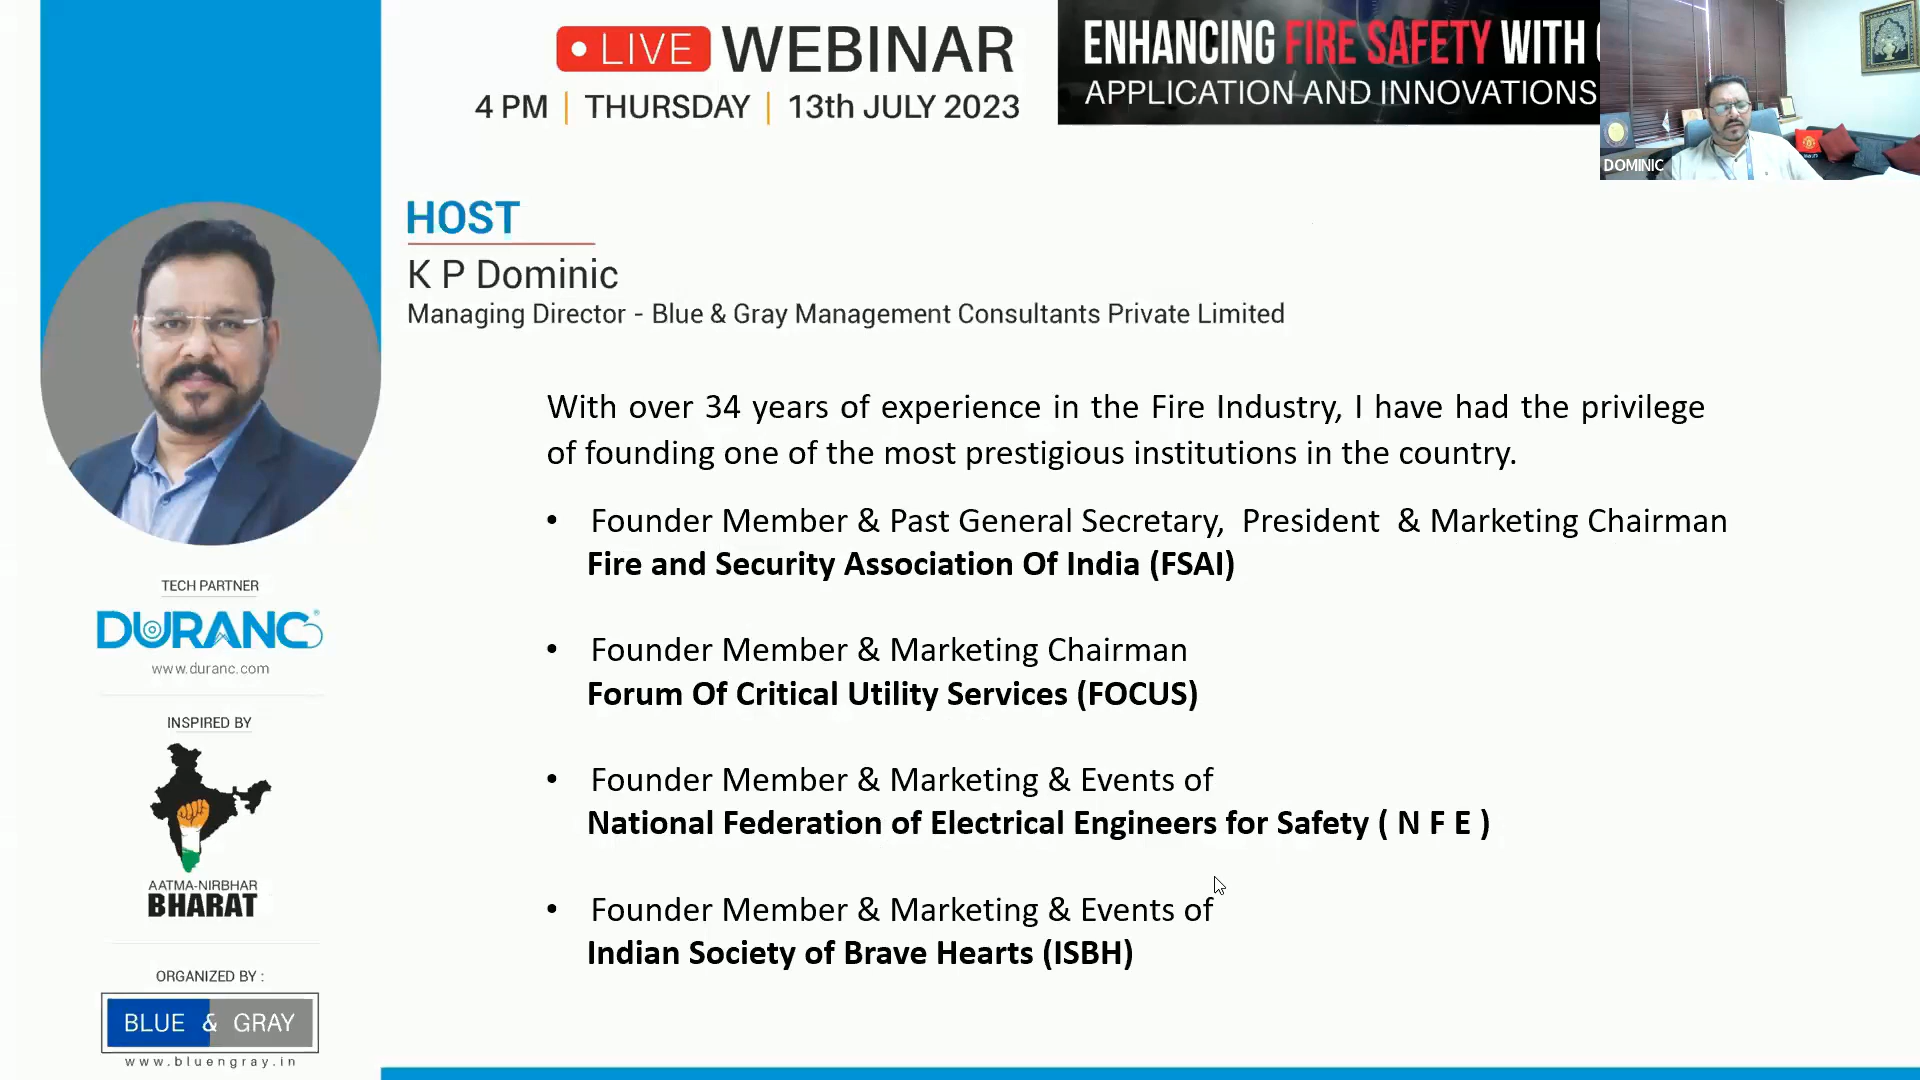 LIVE WEBINAR
4 PM | THURSDAY | 13th JULY 2023
ENHANCING FIRE SAFETY WITH
APPLICATION AND INNOVATIONS
DOMINIC
HOST
K P Dominic
Managing Director - Blue & Gray Management Consultants Private Limited
With over 34 years of experience in the Fire Industry, I have had the privilege
of founding one of the most prestigious institutions in the country.
• Founder Member & Past General Secretary, President & Marketing Chairman
Fire and Security Association Of India (FSAI)
• Founder Member & Marketing Chairman
Forum Of Critical Utility Services (FOCUS)
• Founder Member & Marketing & Events of
National Federation of Electrical Engineers for Safety ( N F E )
• Founder Member & Marketing & Events of
Indian Society of Brave Hearts (ISBH)
TECH PARTNER
DURANC®
www.duranc.com
INSPIRED BY
AATMA-NIRBHAR
BHARAT
ORGANIZED BY :
BLUE & GRAY
www.bluengray.in